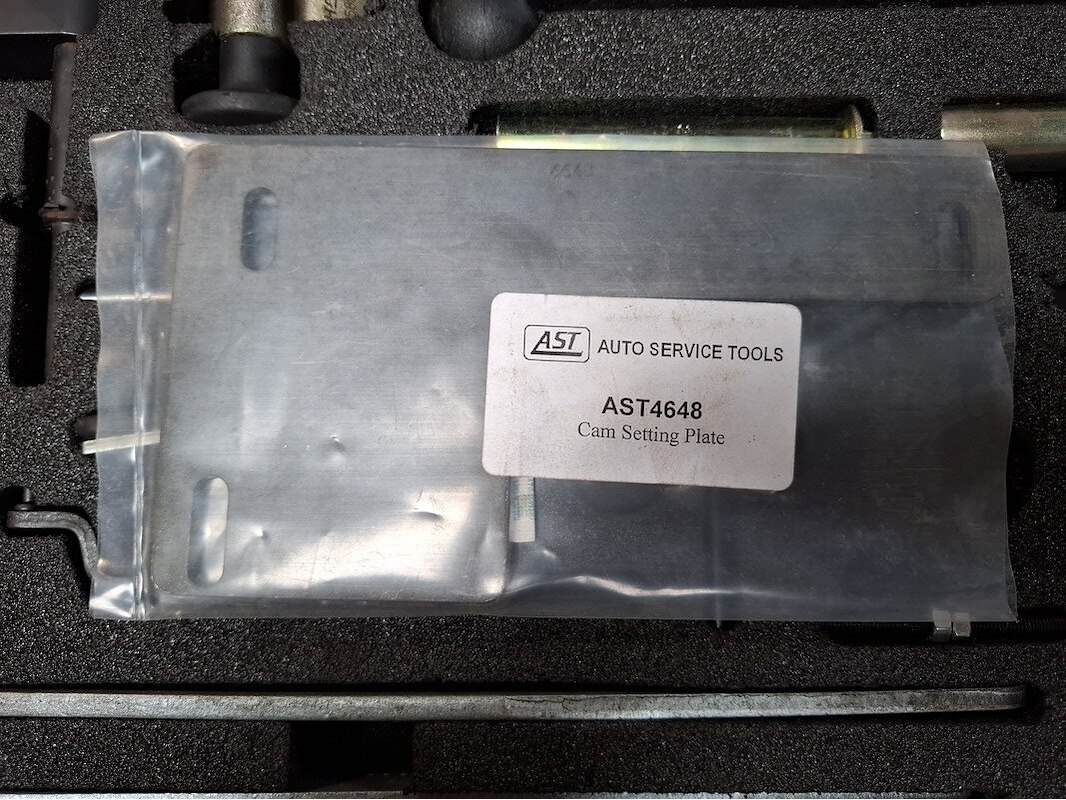 AST AUTO SERVICE TOOLS
AST4648
Cam Setting Plate